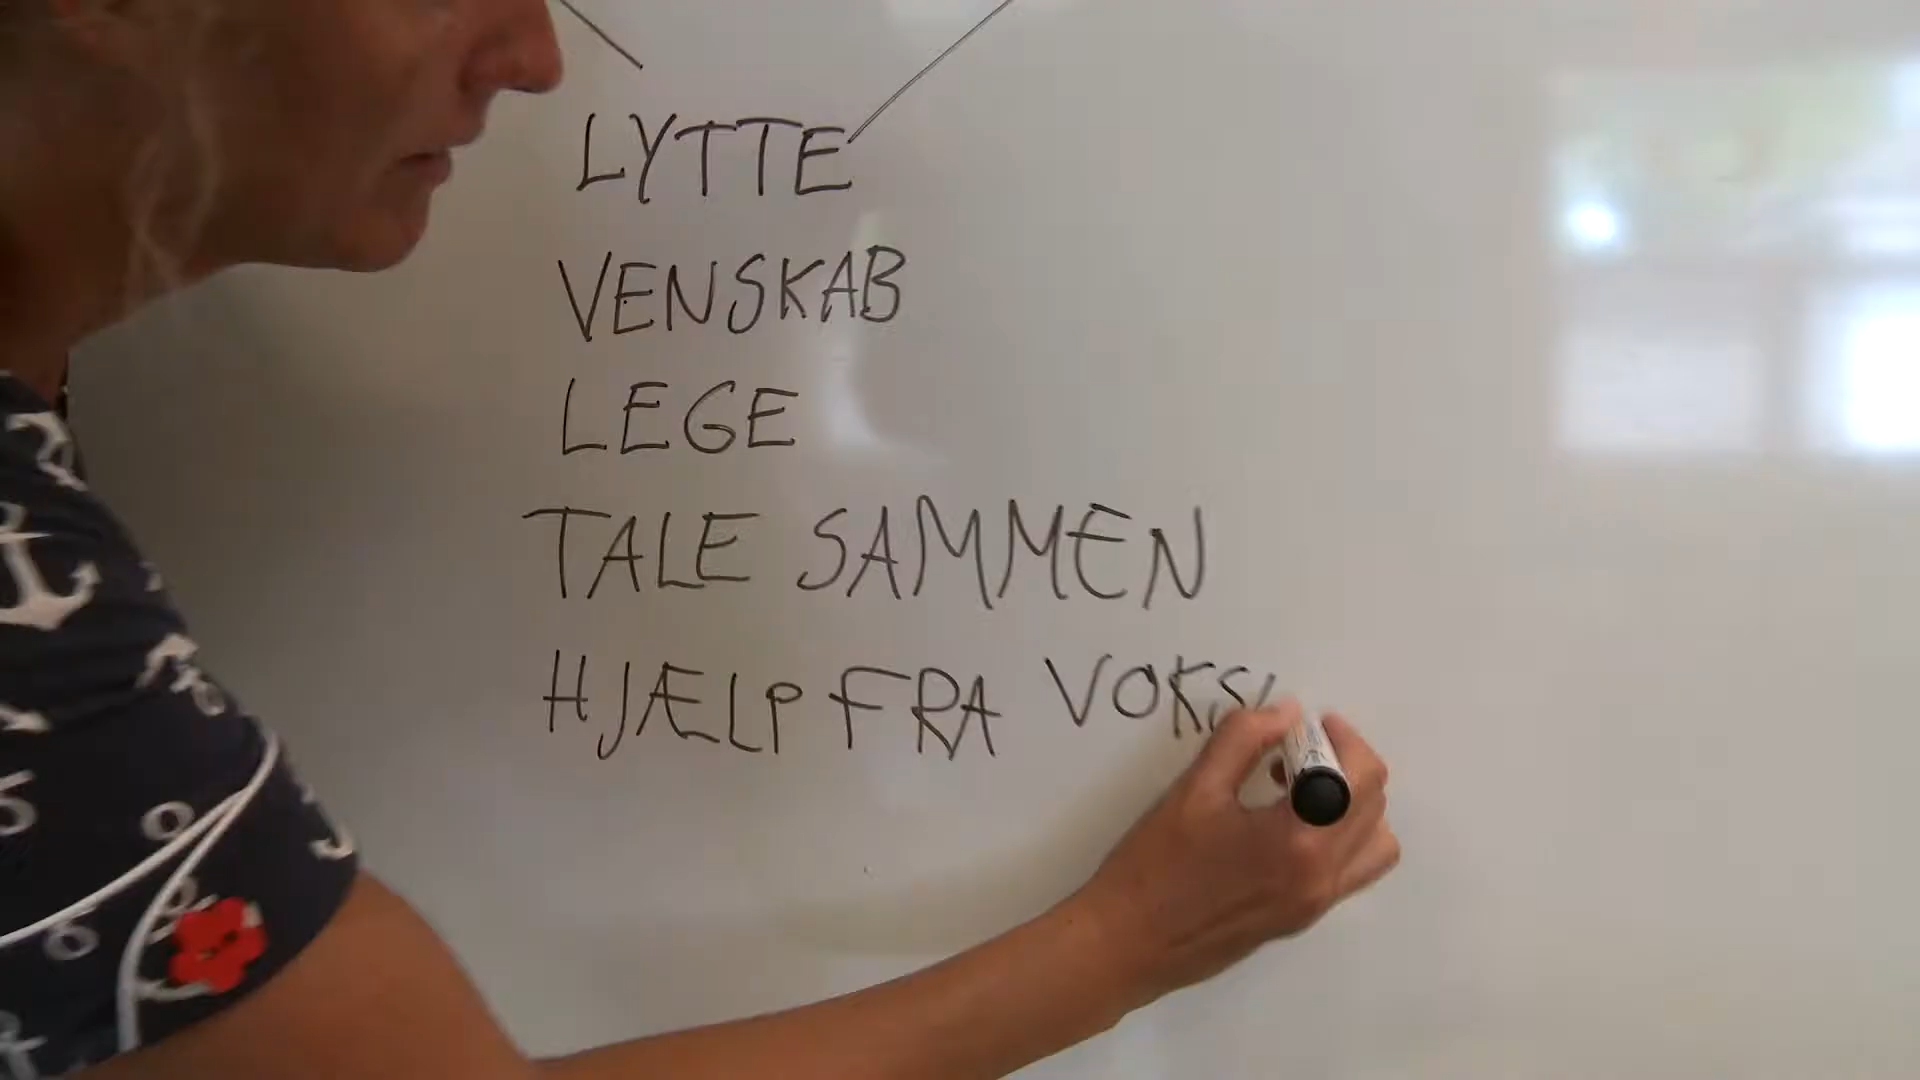 LYTTE
VENSKAB
LEGE
TALE SAMMEN
HJÆLP FRA VOKS